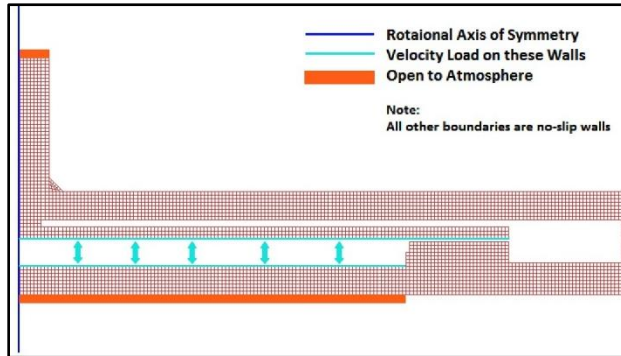 Rotaional Axis of Symmetry
Velocity Load on these Walls
Open to Atmosphere
Note:
All other boundaries are no-slip walls